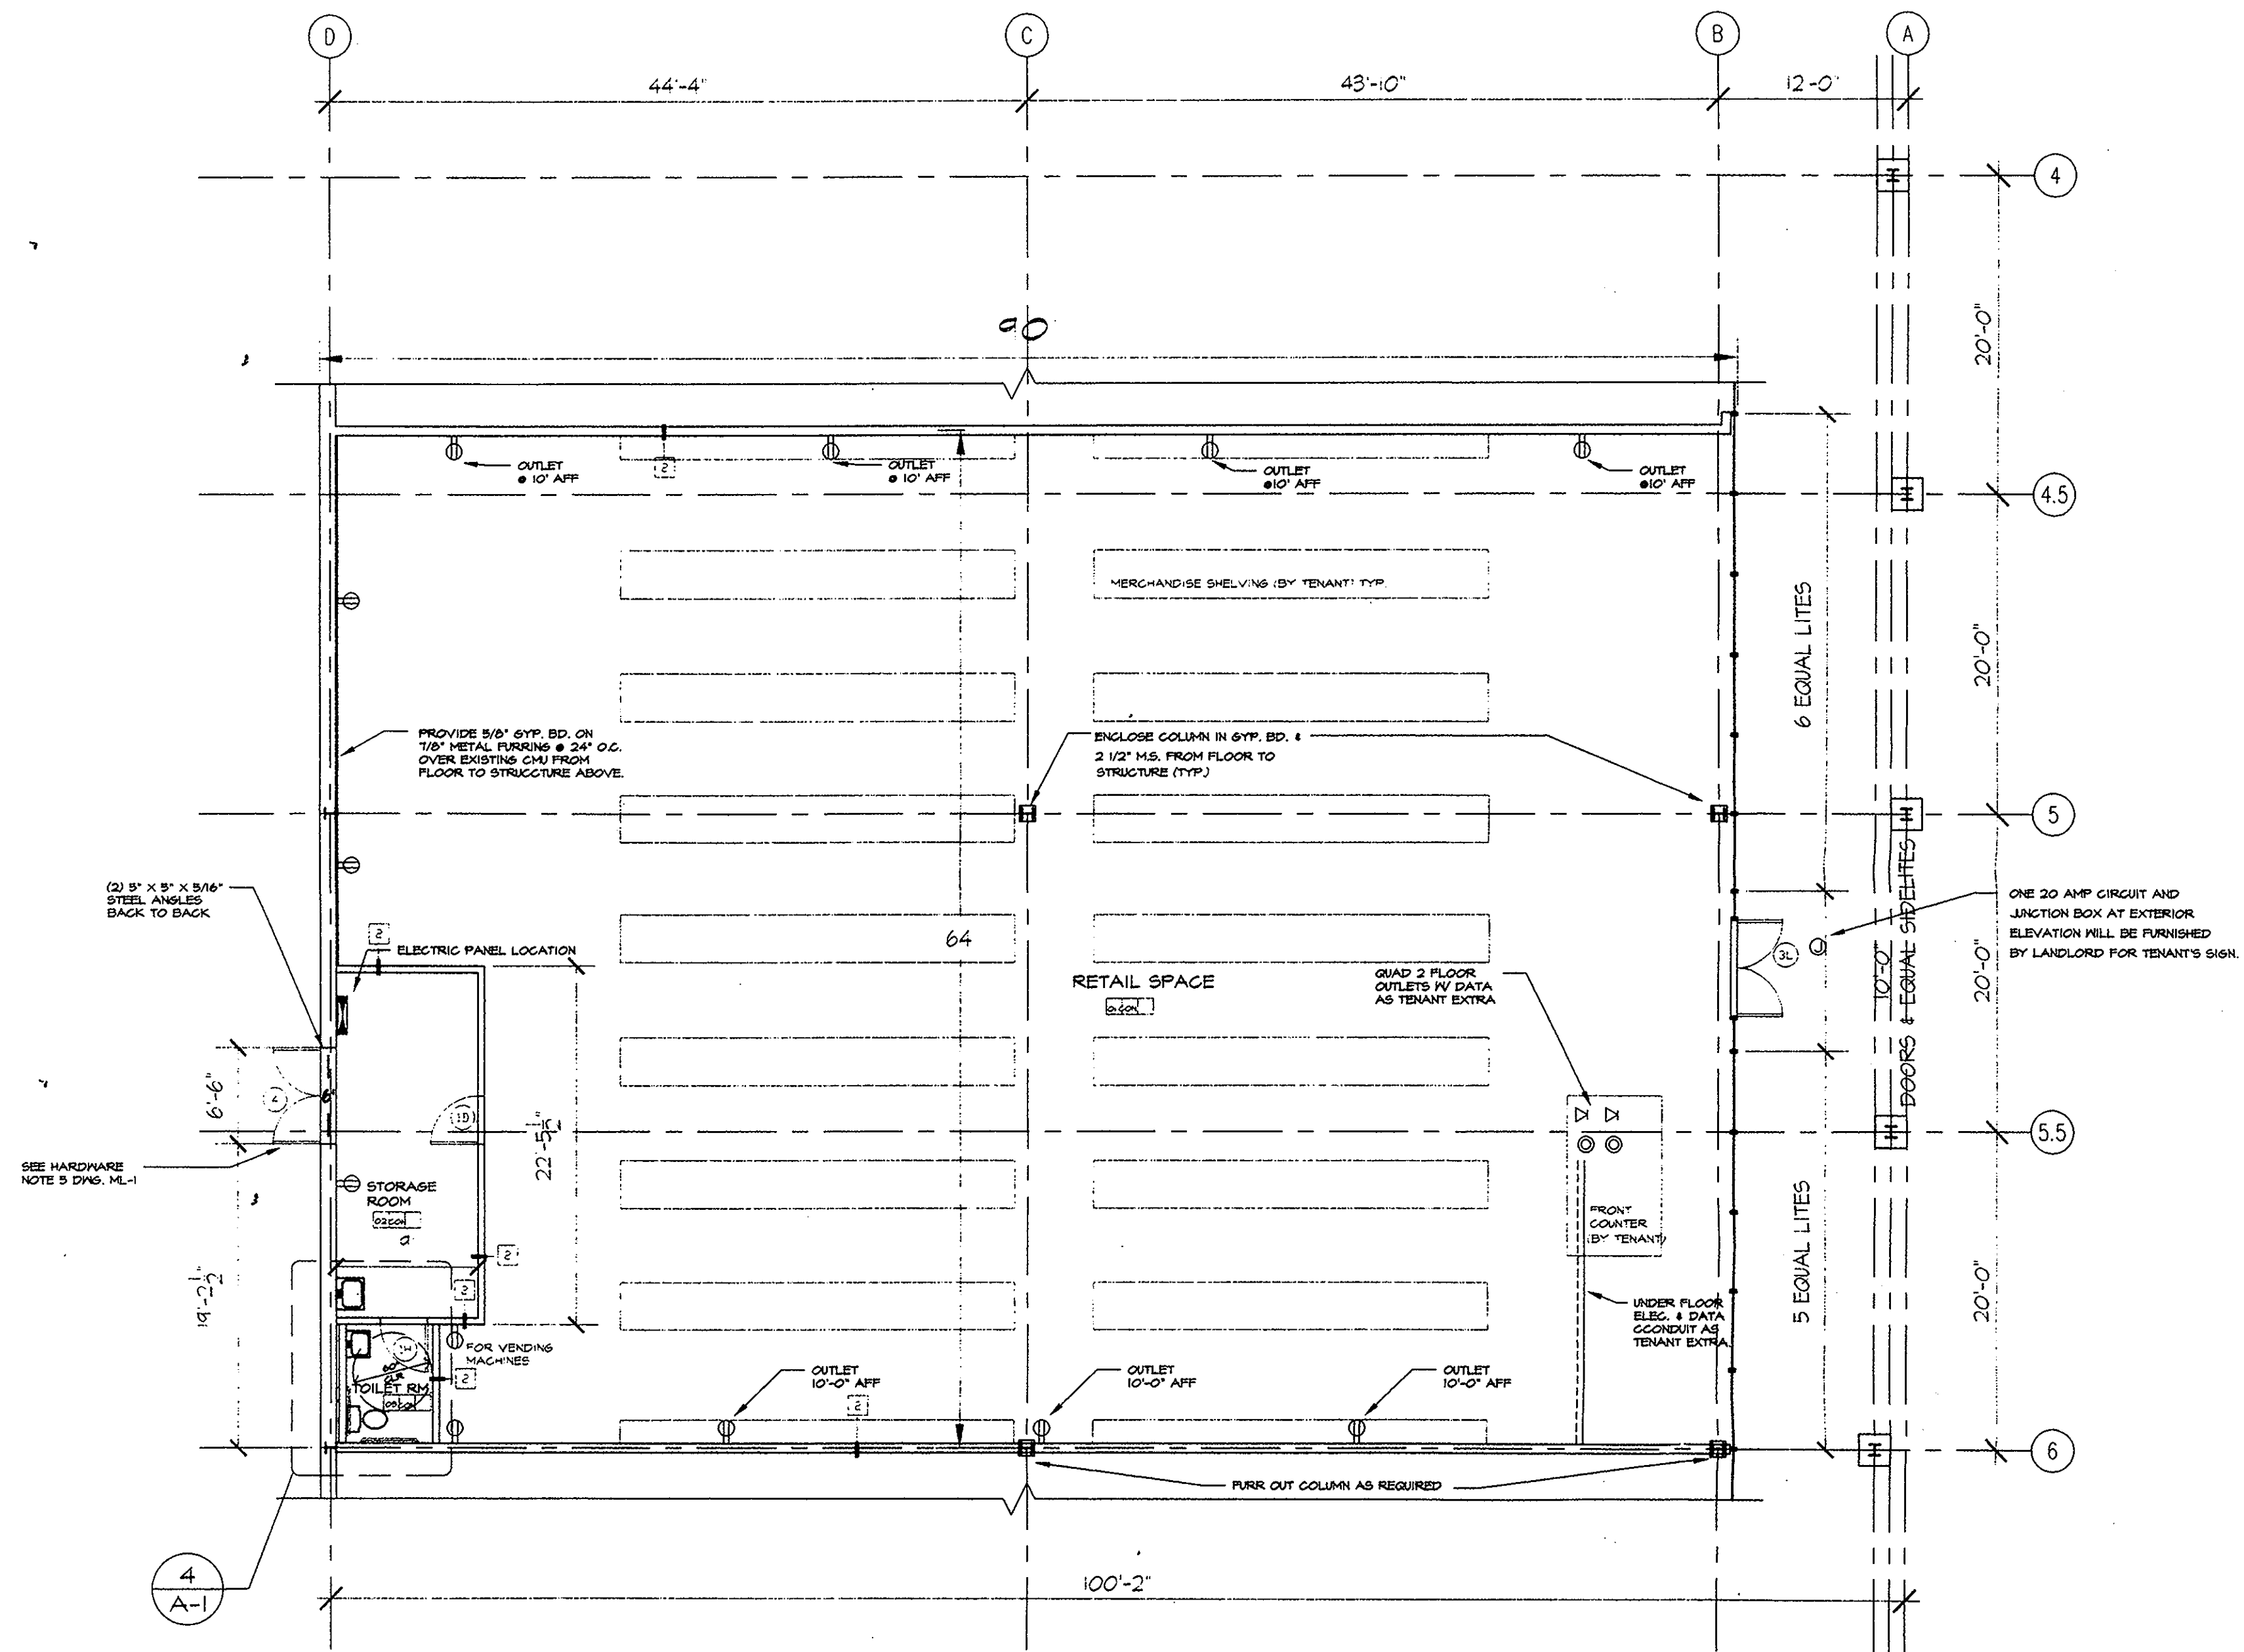 D
C
B
A
44'-4"
43'-10"
12'-0"
4
20'-0"
90
OUTLET
@ 10' AFF
2
OUTLET
@ 10' AFF
OUTLET
@10' AFF
OUTLET
@10' AFF
4.5
MERCHANDISE SHELVING (BY TENANT) TYP.
6 EQUAL LITES
20'-0"
PROVIDE 5/8" GYP. BD. ON
7/8" METAL FURRING @ 24" O.C.
OVER EXISTING CMU FROM
FLOOR TO STRUCCTURE ABOVE.
ENCLOSE COLUMN IN GYP. BD. &
2 1/2" M.S. FROM FLOOR TO
STRUCTURE (TYP.)
5
(2) 5" X 5" X 5/16"
STEEL ANGLES
BACK TO BACK
2
ELECTRIC PANEL LOCATION
64
RETAIL SPACE
QUAD 2 FLOOR
OUTLETS W/ DATA
AS TENANT EXTRA
3L
J
10'-0"
DOORS & EQUAL SIDELITES
20'-0"
ONE 20 AMP CIRCUIT AND
JUNCTION BOX AT EXTERIOR
ELEVATION WILL BE FURNISHED
BY LANDLORD FOR TENANT'S SIGN.
6'-6"
6'
22'-5 1/2"
5.5
SEE HARDWARE
NOTE 5 DWG. ML-1
STORAGE
ROOM
2
2
19'-2 1/2"
FRONT
COUNTER
(BY TENANT)
5 EQUAL LITES
20'-0"
UNDER FLOOR
ELEC. & DATA
CCONDUIT AS
TENANT EXTRA.
FOR VENDING
MACHINES
2
TOILET RM
OUTLET
10'-0" AFF
2
OUTLET
10'-0" AFF
OUTLET
10'-0" AFF
6
FURR OUT COLUMN AS REQUIRED
4
A-1
100'-2"